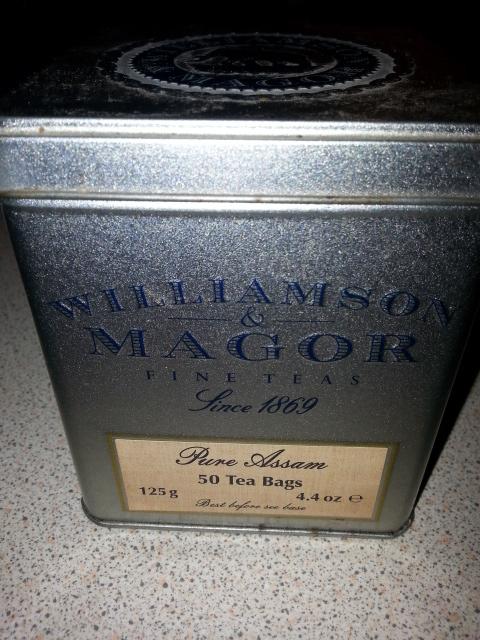 MAGOR
WILLIAMSON
&
MAGOR
FINE TEAS
Since 1869
Pure Assam
50 Tea Bags
125g 4.4 oz ℮
Best before see base